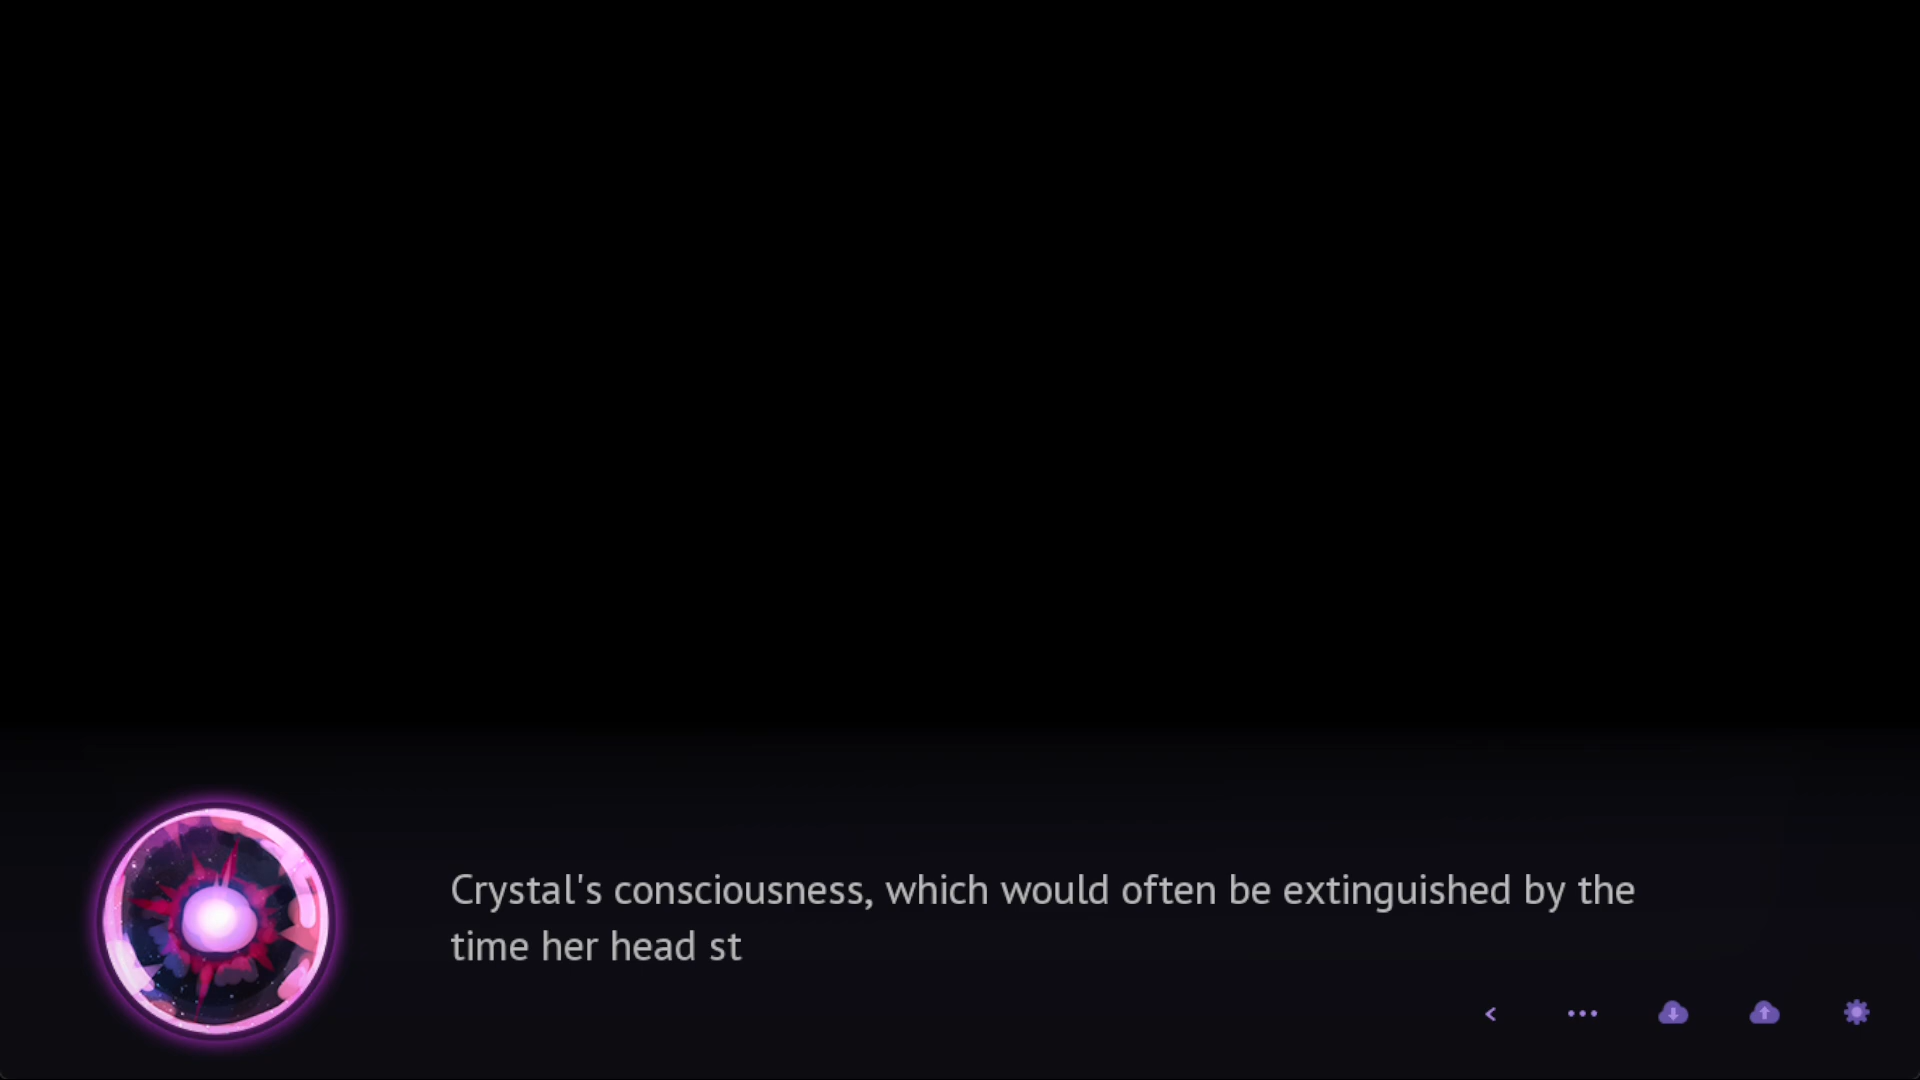 Crystal's consciousness, which would often be extinguished by the
time her head st